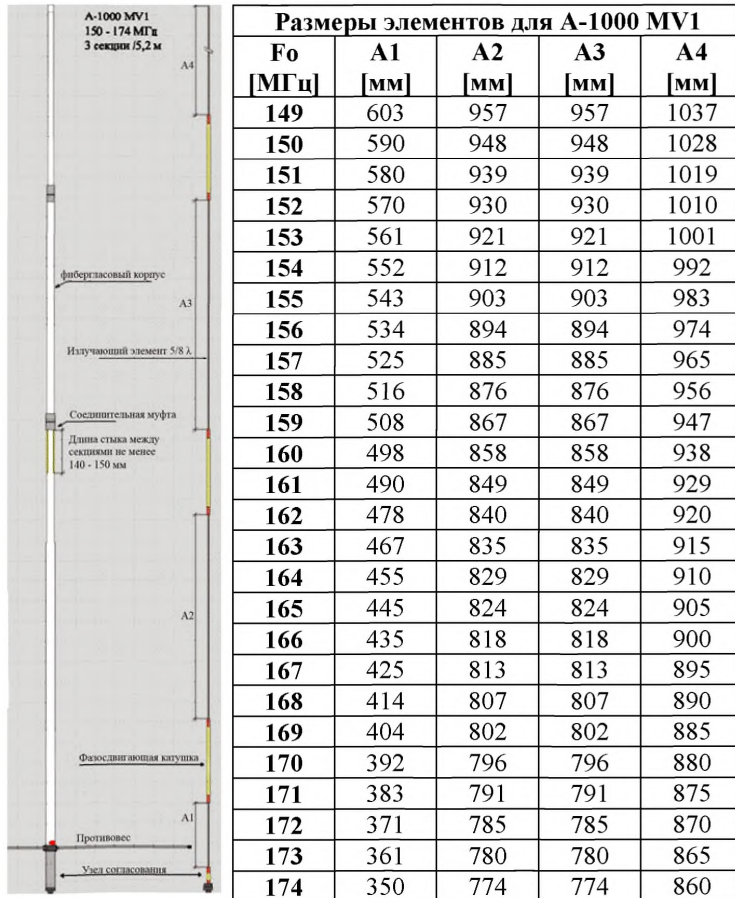 А-1000 MV1
150 - 174 МГц
3 секции /5,2 м
А4
фибергласовый корпус
А3
Излучающий элемент 5/8 λ
Соединительная муфта
Длина стыка между
секциями не менее
140 - 150 мм
А2
Фазосдвигающая катушка
А1
Противовес
Узел согласования
Размеры элементов для А-1000 MV1
Fo [МГц] А1 [мм] А2 [мм] А3 [мм] А4 [мм]
149 603 957 957 1037
150 590 948 948 1028
151 580 939 939 1019
152 570 930 930 1010
153 561 921 921 1001
154 552 912 912 992
155 543 903 903 983
156 534 894 894 974
157 525 885 885 965
158 516 876 876 956
159 508 867 867 947
160 498 858 858 938
161 490 849 849 929
162 478 840 840 920
163 467 835 835 915
164 455 829 829 910
165 445 824 824 905
166 435 818 818 900
167 425 813 813 895
168 414 807 807 890
169 404 802 802 885
170 392 796 796 880
171 383 791 791 875
172 371 785 785 870
173 361 780 780 865
174 350 774 774 860